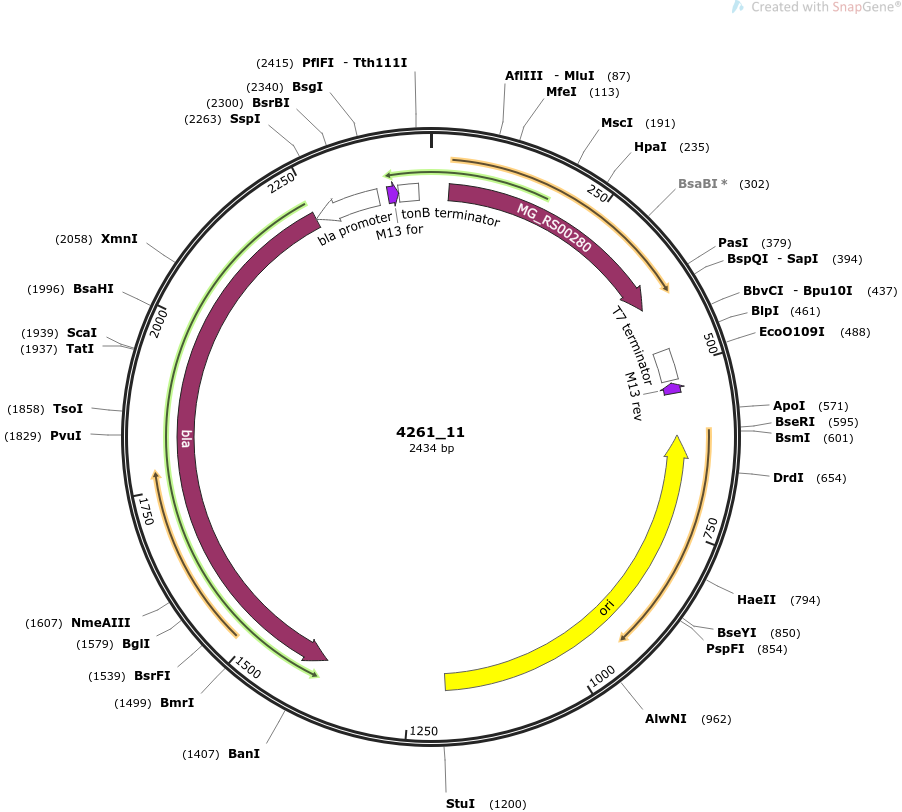 Created with SnapGene®
(2415) PflFI - Tth111I
(2340) BsgI
(2300) BsrBI
(2263) SspI
AflIII - MluI (87)
MfeI (113)
MscI (191)
HpaI (235)
BsaBI * (302)
PasI (379)
BspQI - SapI (394)
BbvCI - Bpu10I (437)
BlpI (461)
EcoO109I (488)
ApoI (571)
BseRI (595)
BsmI (601)
DrdI (654)
HaeII (794)
BseYI (850)
PspFI (854)
AlwNI (962)
StuI (1200)
(1407) BanI
(1499) BmrI
(1539) BsrFI
(1579) BglI
(1607) NmeAIII
(1829) PvuI
(1858) TsoI
(1937) TatI
(1939) ScaI
(1996) BsaHI
(2058) XmnI
250
500
750
1000
1250
1500
1750
2000
2250
MG_RS00280
T7 terminator
M13 rev
ori
bla
bla promoter
M13 for
tonB terminator
4261_11
2434 bp